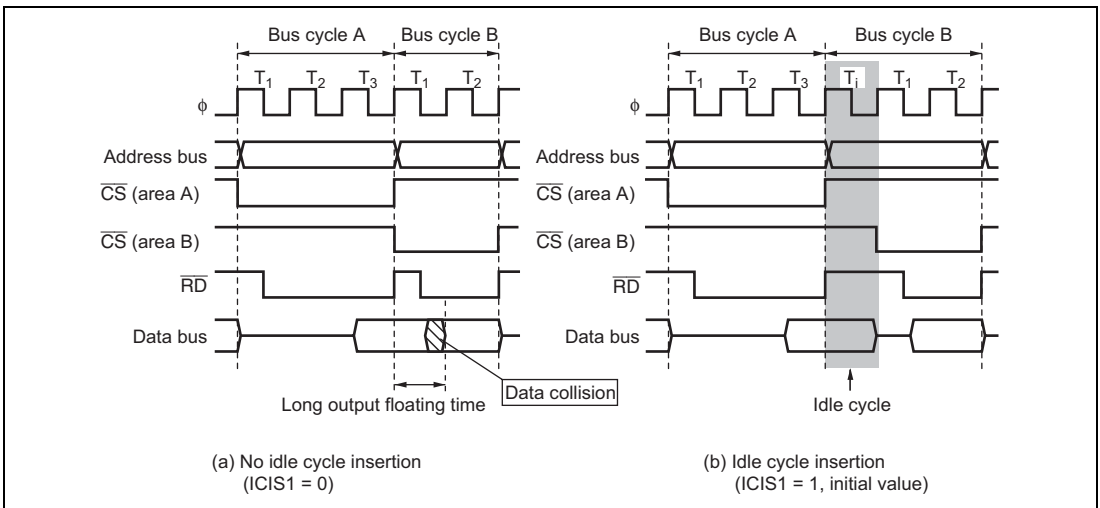 Bus cycle A Bus cycle B
T1 T2 T3 T1 T2
ϕ
Address bus
CS (area A)
CS (area B)
RD
Data bus
Data collision
Long output floating time
(a) No idle cycle insertion
(ICIS1 = 0)
Bus cycle A Bus cycle B
T1 T2 T3 Ti T1 T2
ϕ
Address bus
CS (area A)
CS (area B)
RD
Data bus
Idle cycle
(b) Idle cycle insertion
(ICIS1 = 1, initial value)